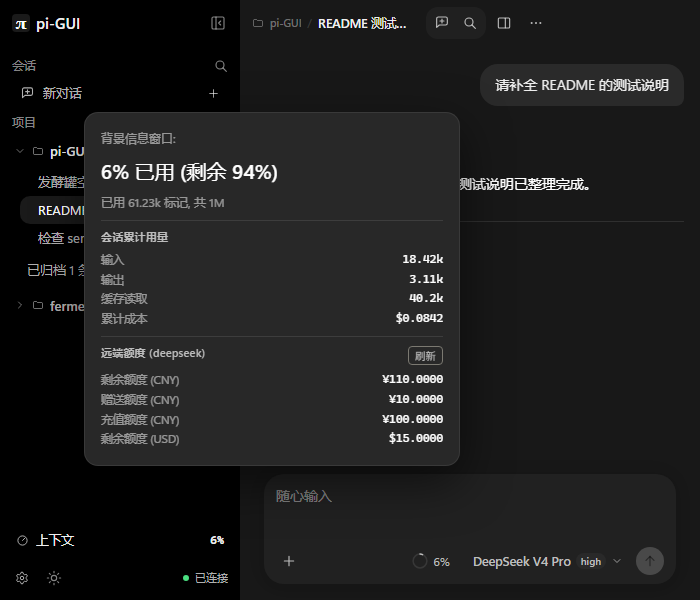 π pi-GUI
会话
新对话
项目
pi-GU
发酵罐空
README
检查 ser
已归档 1 条
ferme
上下文 6%
已连接
pi-GUI / README 测试...
请补全 README 的测试说明
测试说明已整理完成。
背景信息窗口:
6% 已用 (剩余 94%)
已用 61.23k 标记, 共 1M
会话累计用量
输入 18.42k
输出 3.11k
缓存读取 40.2k
累计成本 $0.0842
远端额度 (deepseek) 刷新
剩余额度 (CNY) ¥110.0000
赠送额度 (CNY) ¥10.0000
充值额度 (CNY) ¥100.0000
剩余额度 (USD) $15.0000
随心输入
6% DeepSeek V4 Pro high